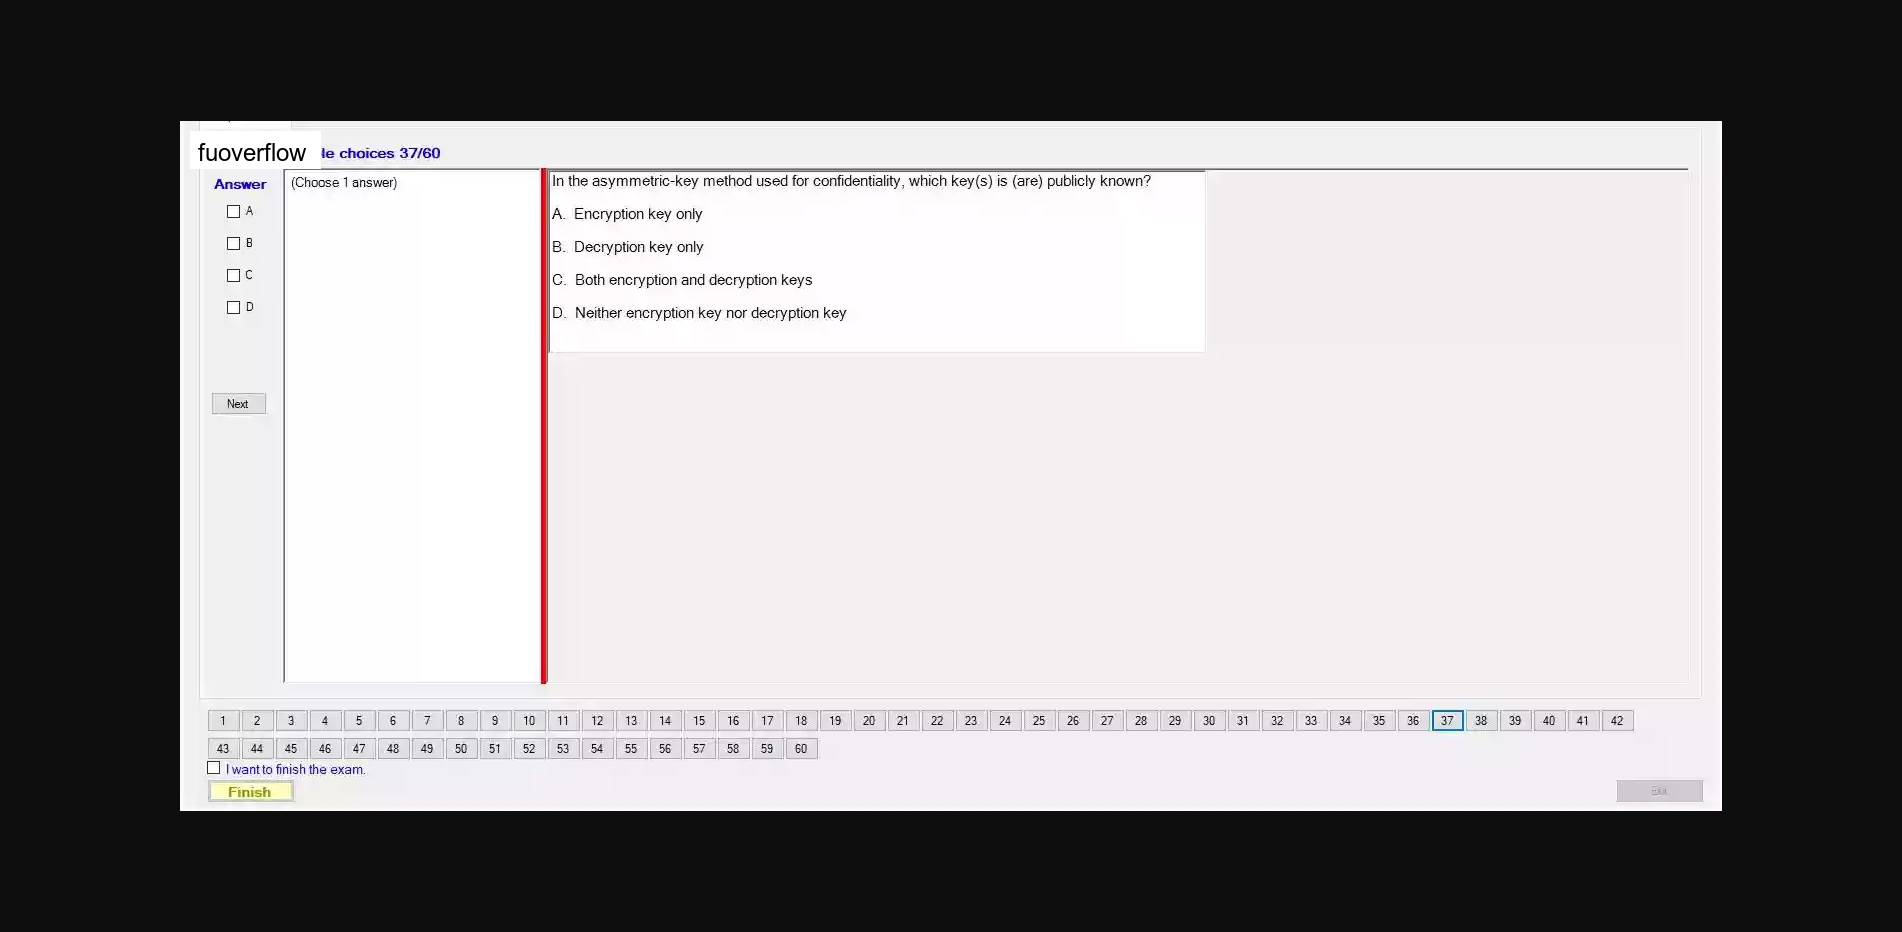 fuoverflow
le choices 37/60
Answer
(Choose 1 answer)
A
B
C
D
Next
In the asymmetric-key method used for confidentiality, which key(s) is (are) publicly known?
A. Encryption key only
B. Decryption key only
C. Both encryption and decryption keys
D. Neither encryption key nor decryption key
1 2 3 4 5 6 7 8 9 10 11 12 13 14 15 16 17 18 19 20 21 22 23 24 25 26 27 28 29 30 31 32 33 34 35 36 37 38 39 40 41 42
43 44 45 46 47 48 49 50 51 52 53 54 55 56 57 58 59 60
I want to finish the exam.
Finish
Exit